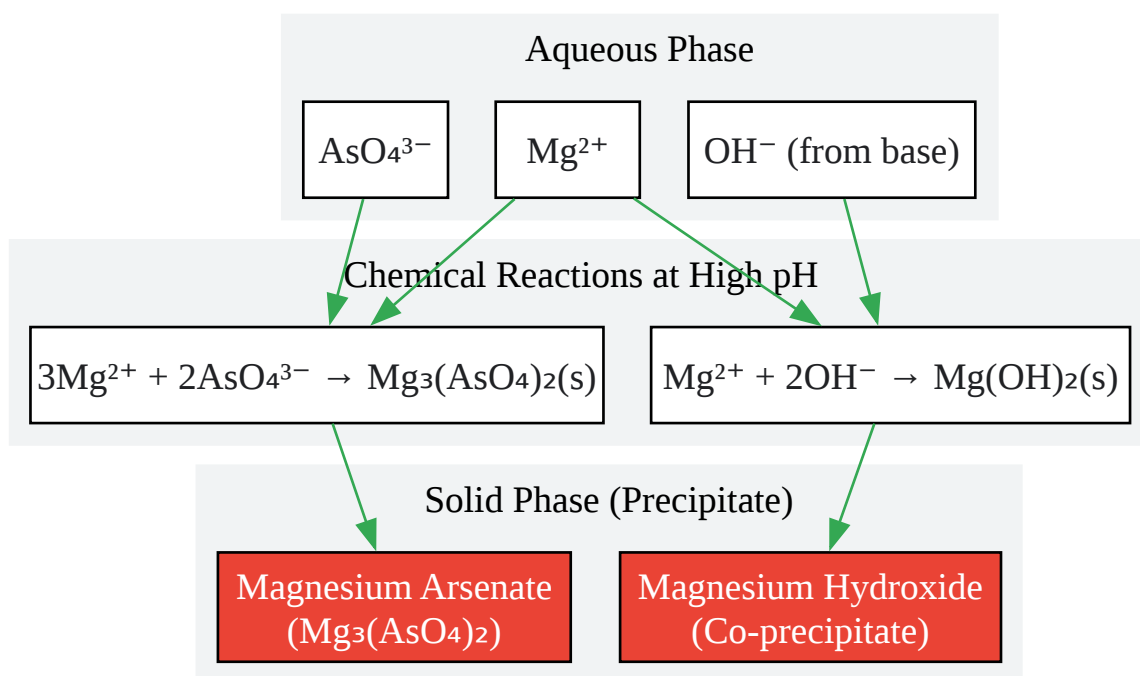 Aqueous Phase
AsO₄³⁻
Mg²⁺
OH⁻ (from base)
Chemical Reactions at High pH
3Mg²⁺ + 2AsO₄³⁻ → Mg₃(AsO₄)₂(s)
Mg²⁺ + 2OH⁻ → Mg(OH)₂(s)
Solid Phase (Precipitate)
Magnesium Arsenate
(Mg₃(AsO₄)₂)
Magnesium Hydroxide
(Co-precipitate)